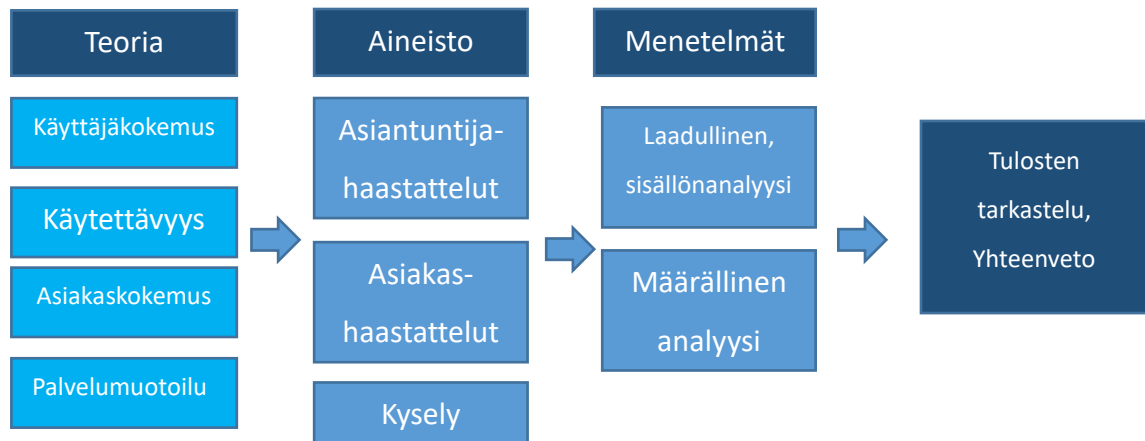 Teoria
Käyttäjäkokemus
Käytettävyys
Asiakaskokemus
Palvelumuotoilu
Aineisto
Asiantuntija-
haastattelut
Asiakas-
haastattelut
Kysely
Menetelmät
Laadullinen,
sisällönanalyysi
Määrällinen
analyysi
Tulosten
tarkastelu,
Yhteenveto